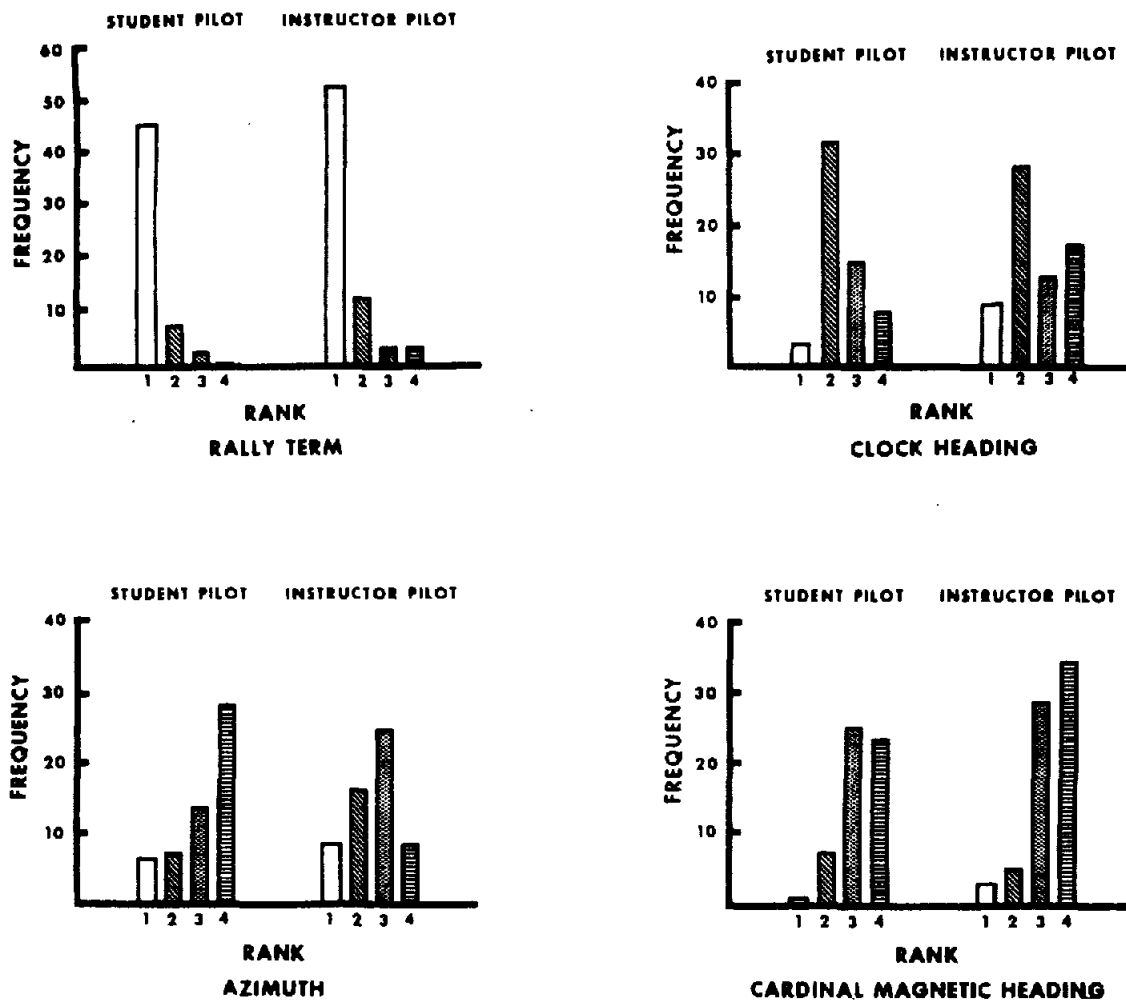 STUDENT PILOT INSTRUCTOR PILOT
60
50
40
30
20
10
FREQUENCY
1 2 3 4 1 2 3 4
RANK
RALLY TERM
STUDENT PILOT INSTRUCTOR PILOT
40
30
20
10
FREQUENCY
1 2 3 4 1 2 3 4
RANK
CLOCK HEADING
STUDENT PILOT INSTRUCTOR PILOT
40
30
20
10
FREQUENCY
1 2 3 4 1 2 3 4
RANK
AZIMUTH
STUDENT PILOT INSTRUCTOR PILOT
40
30
20
10
FREQUENCY
1 2 3 4 1 2 3 4
RANK
CARDINAL MAGNETIC HEADING